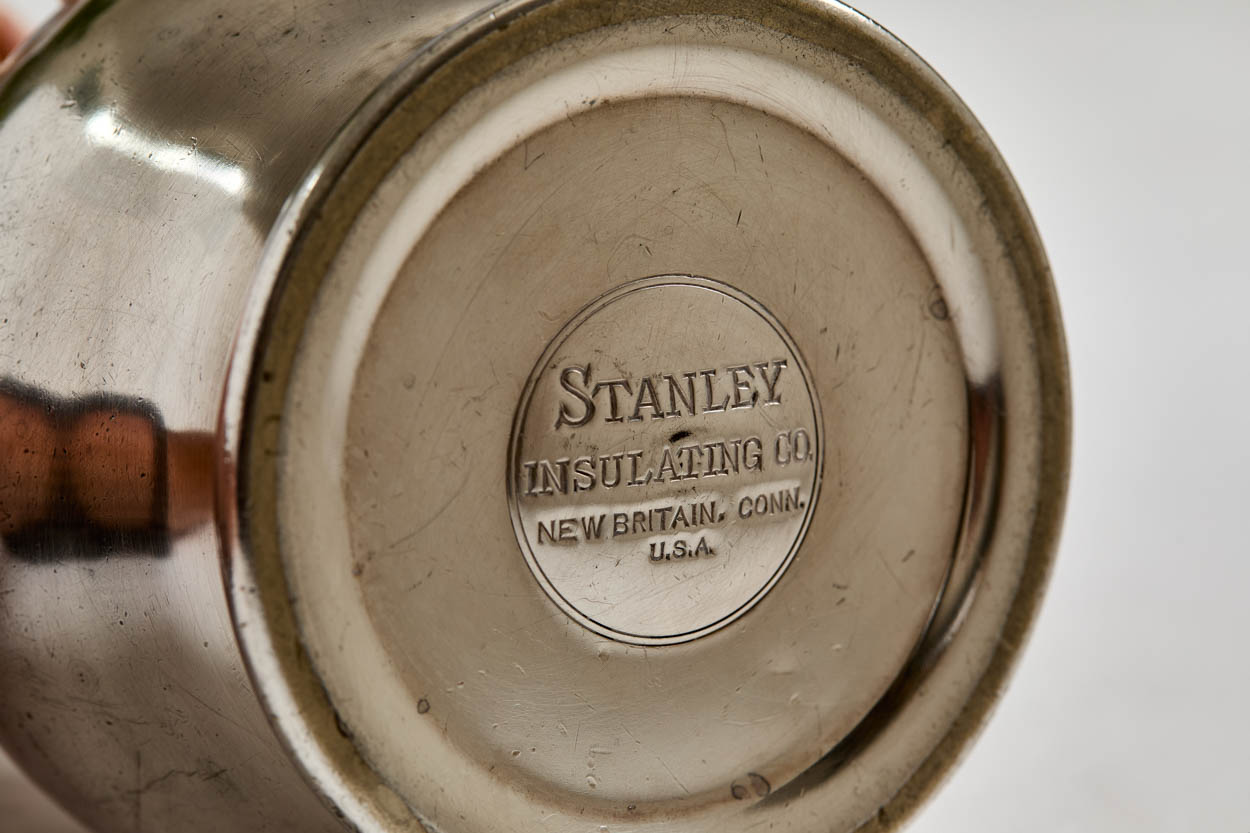 STANLEY
INSULATING CO.
NEW BRITAIN, CONN.
U.S.A.